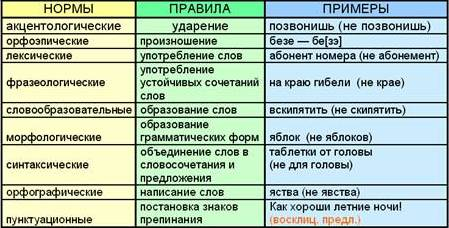 НОРМЫ ПРАВИЛА ПРИМЕРЫ
акцентологические ударение позвонишь (не позвонишь)
орфоэпические произношение безе — бе[зэ]
лексические употребление слов абонент номера (не абонемент)
фразеологические употребление устойчивых сочетаний слов на краю гибели (не крае)
словообразовательные образование слов вскипятить (не скипятить)
морфологические образование грамматических форм яблок (не яблоков)
синтаксические объединение слов в словосочетания и предложения таблетки от головы (не для головы)
орфографические написание слов яства (не явства)
пунктуационные постановка знаков препинания Как хороши летние ночи! (восклиц. предл.)